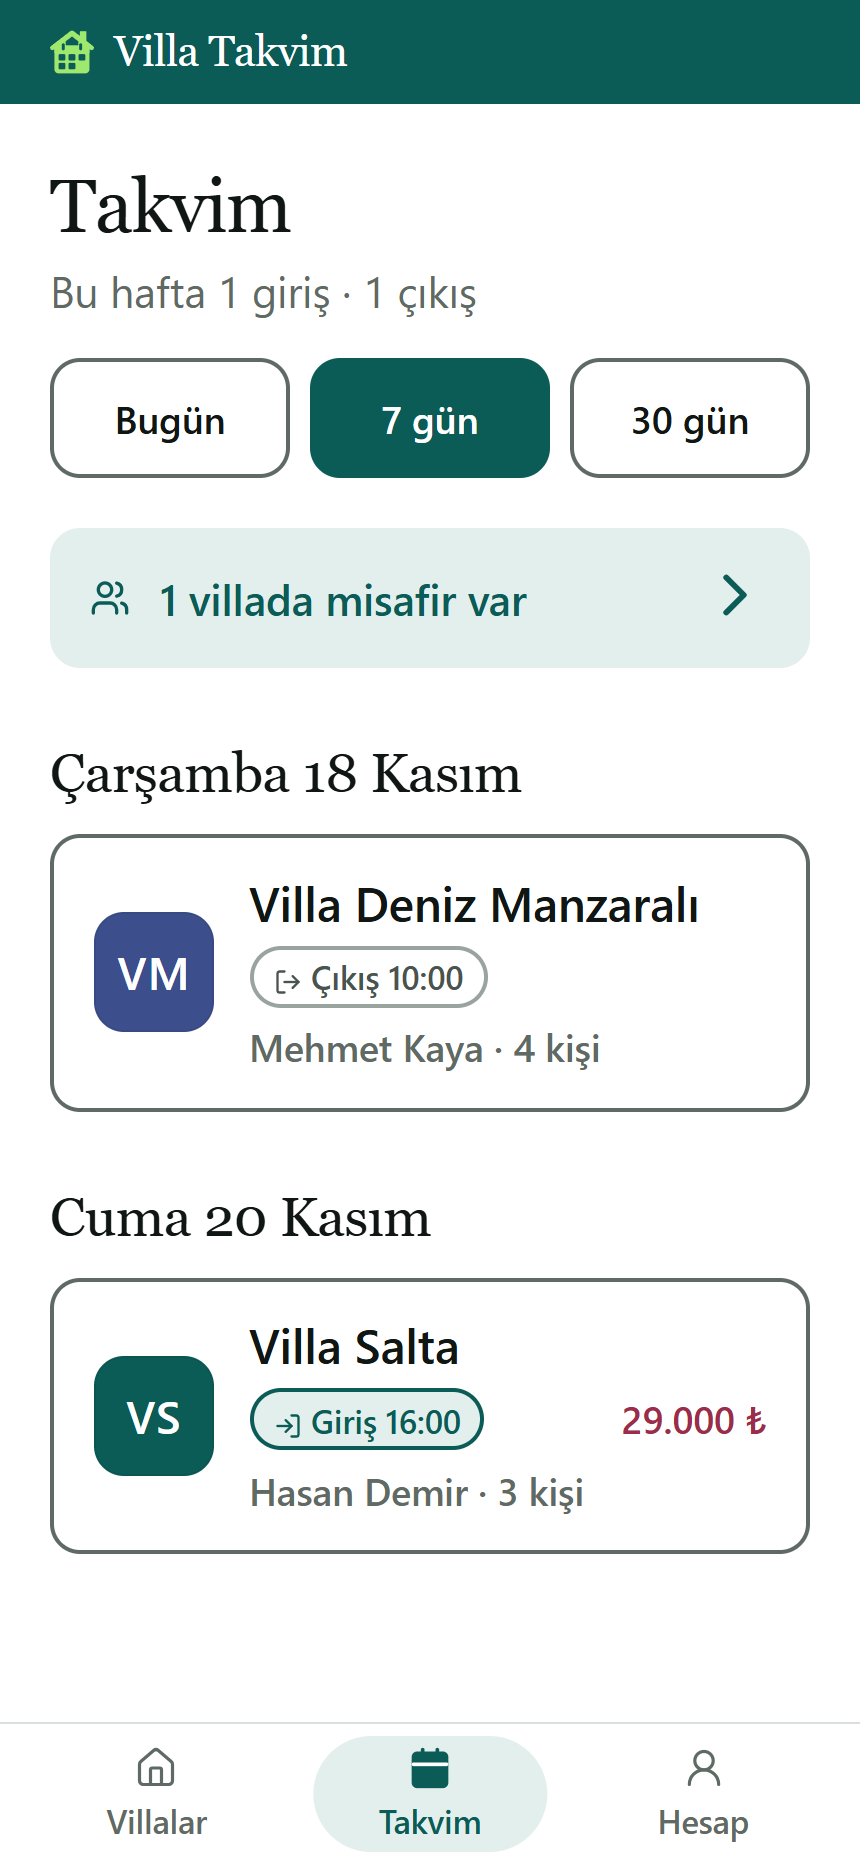 Villa Takvim
Takvim
Bu hafta 1 giriş · 1 çıkış
Bugün
7 gün
30 gün
1 villada misafir var
Çarşamba 18 Kasım
VM
Villa Deniz Manzaralı
Çıkış 10:00
Mehmet Kaya · 4 kişi
Cuma 20 Kasım
VS
Villa Salta
Giriş 16:00
29.000 ₺
Hasan Demir · 3 kişi
Villalar
Takvim
Hesap